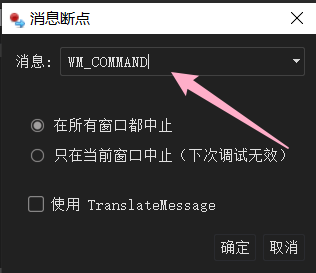 消息断点
消息: WM_COMMAND
在所有窗口都中止
只在当前窗口中止（下次调试无效）
使用 TranslateMessage
确定 取消